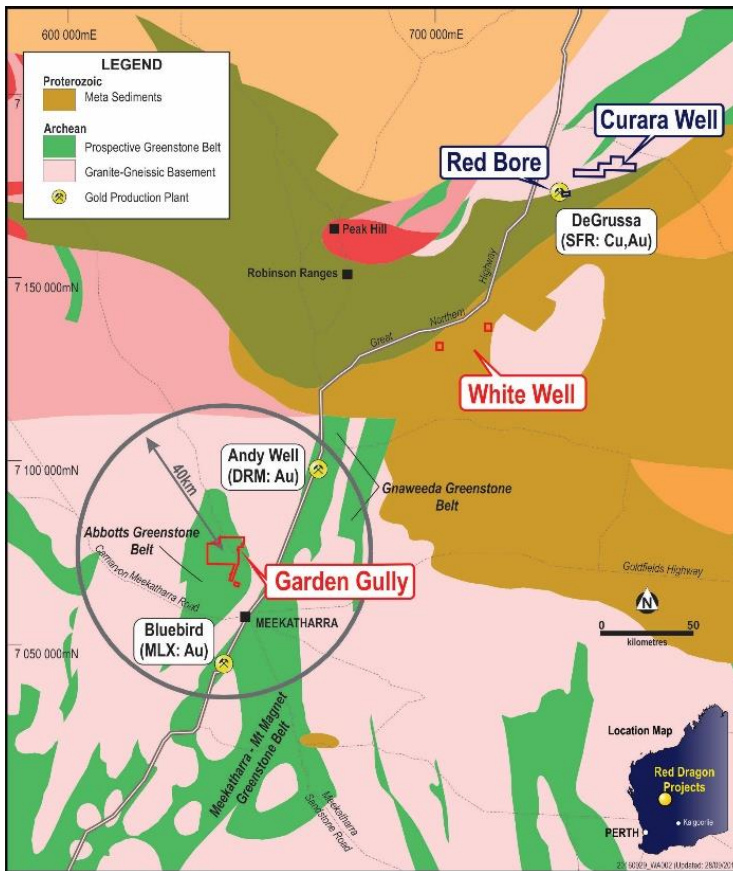 600 000mE
700 000mE
LEGEND
Proterozoic
Meta Sediments
Archean
Prospective Greenstone Belt
Granite-Gneissic Basement
Gold Production Plant
7
Curara Well
Red Bore
DeGrussa
(SFR: Cu,Au)
Peak Hill
Robinson Ranges
7 150 000mN
Great
Northern
Highway
White Well
7 100 000mN
40km
Andy Well
(DRM: Au)
Gnaweeda Greenstone
Belt
Abbotts Greenstone
Belt
Carnarvon Meekatharra Road
Garden Gully
Goldfields Highway
MEEKATHARRA
N
0
50
kilometres
Bluebird
(MLX: Au)
7 050 000mN
Meekatharra - Mt Magnet
Greenstone Belt
Meekatharra
Sandstone Road
Location Map
Red Dragon
Projects
Kalgoorlie
PERTH